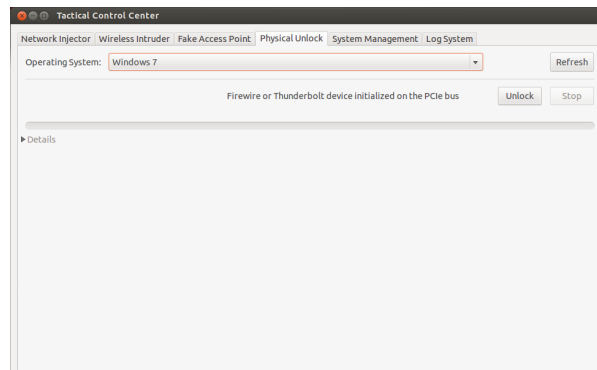 Tactical Control Center
Network Injector Wireless Intruder Fake Access Point Physical Unlock System Management Log System
Operating System: Windows 7 Refresh
Firewire or Thunderbolt device initialized on the PCIe bus Unlock Stop
Details